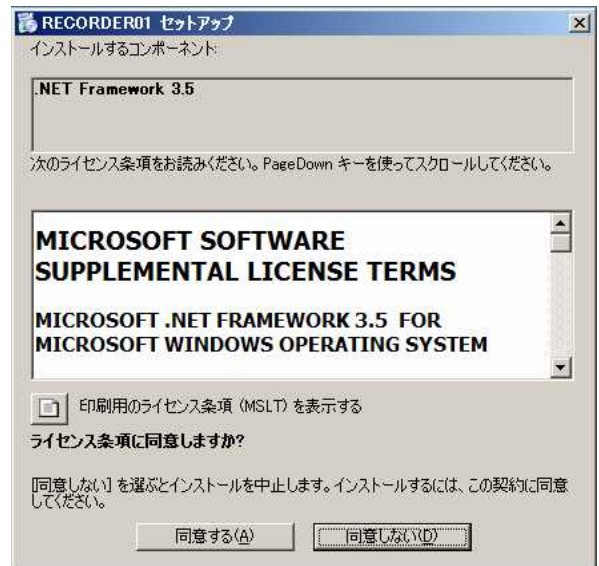 RECORDER01 セットアップ
インストールするコンポーネント:
.NET Framework 3.5
次のライセンス条項をお読みください。PageDown キーを使ってスクロールしてください。
MICROSOFT SOFTWARE
SUPPLEMENTAL LICENSE TERMS
MICROSOFT .NET FRAMEWORK 3.5 FOR
MICROSOFT WINDOWS OPERATING SYSTEM
印刷用のライセンス条項 (MSLT) を表示する
ライセンス条項に同意しますか?
[同意しない] を選ぶとインストールを中止します。インストールするには、この契約に同意
してください。
同意する(A)
同意しない(D)